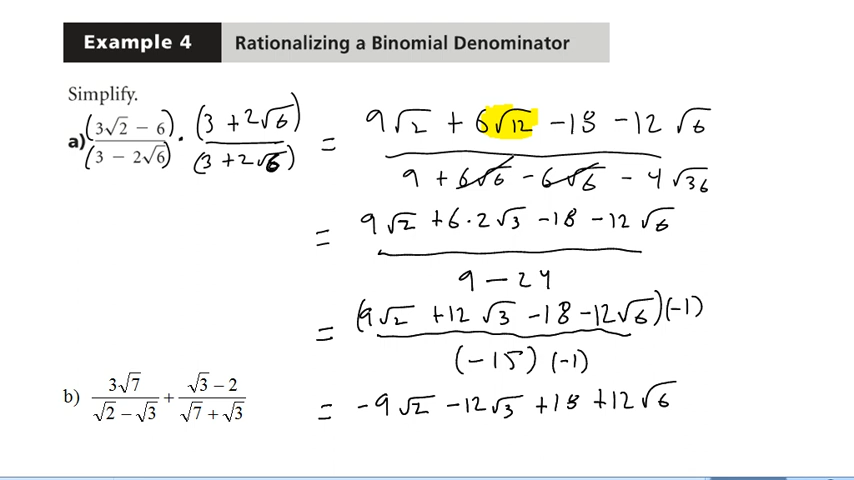 Example 4 Rationalizing a Binomial Denominator
Simplify.
a) (3√2 − 6)/(3 − 2√6) · (3 + 2√6)/(3 + 2√6) = (9√2 + 6√12 − 18 − 12√6)/(9 + 6√6 − 6√6 − 4√36)
= (9√2 + 6·2√3 − 18 − 12√6)/(9 − 24)
= (9√2 + 12√3 − 18 − 12√6)(−1)/(−15)(−1)
= −9√2 − 12√3 + 18 + 12√6
b) 3√7/(√2 − √3) + (√3 − 2)/(√7 + √3)